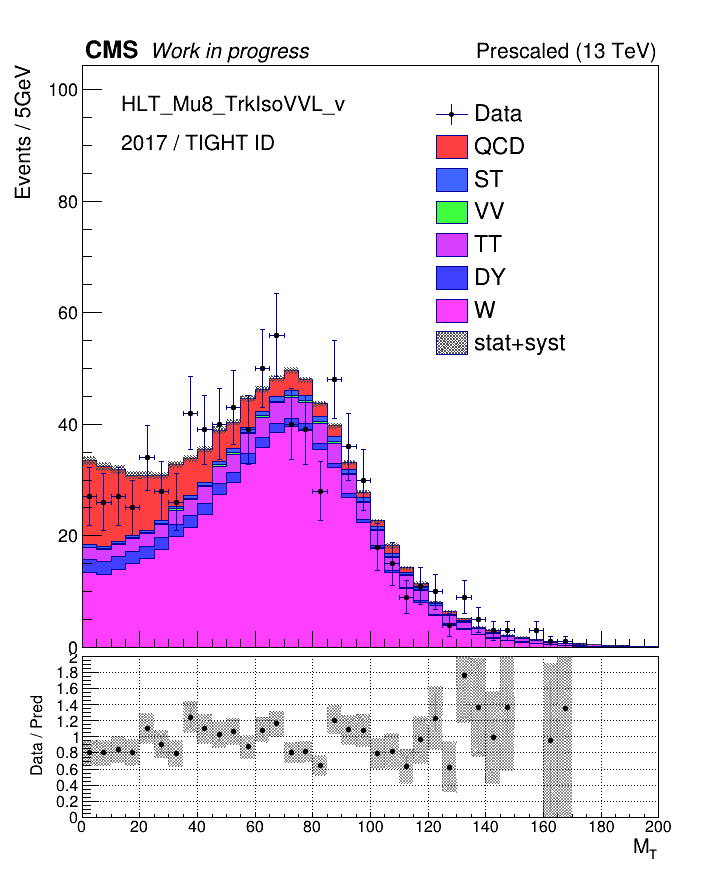 CMS Work in progress Prescaled (13 TeV)
Events / 5GeV
HLT_Mu8_TrkIsoVVL_v
2017 / TIGHT ID
Data
QCD
ST
VV
TT
DY
W
stat+syst
100
80
60
40
20
0
Data / Pred
2
1.8
1.6
1.4
1.2
1
0.8
0.6
0.4
0.2
0
0 20 40 60 80 100 120 140 160 180 200
M_T